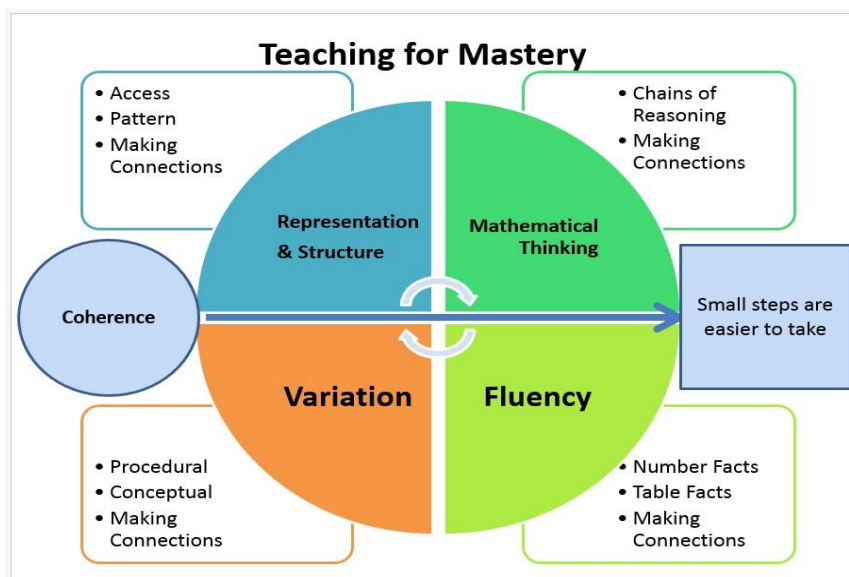 Teaching for Mastery
• Access
• Pattern
• Making
Connections
• Chains of
Reasoning
• Making
Connections
Representation
& Structure
Mathematical
Thinking
Coherence
Small steps are
easier to take
Variation
Fluency
• Procedural
• Conceptual
• Making
Connections
• Number Facts
• Table Facts
• Making
Connections